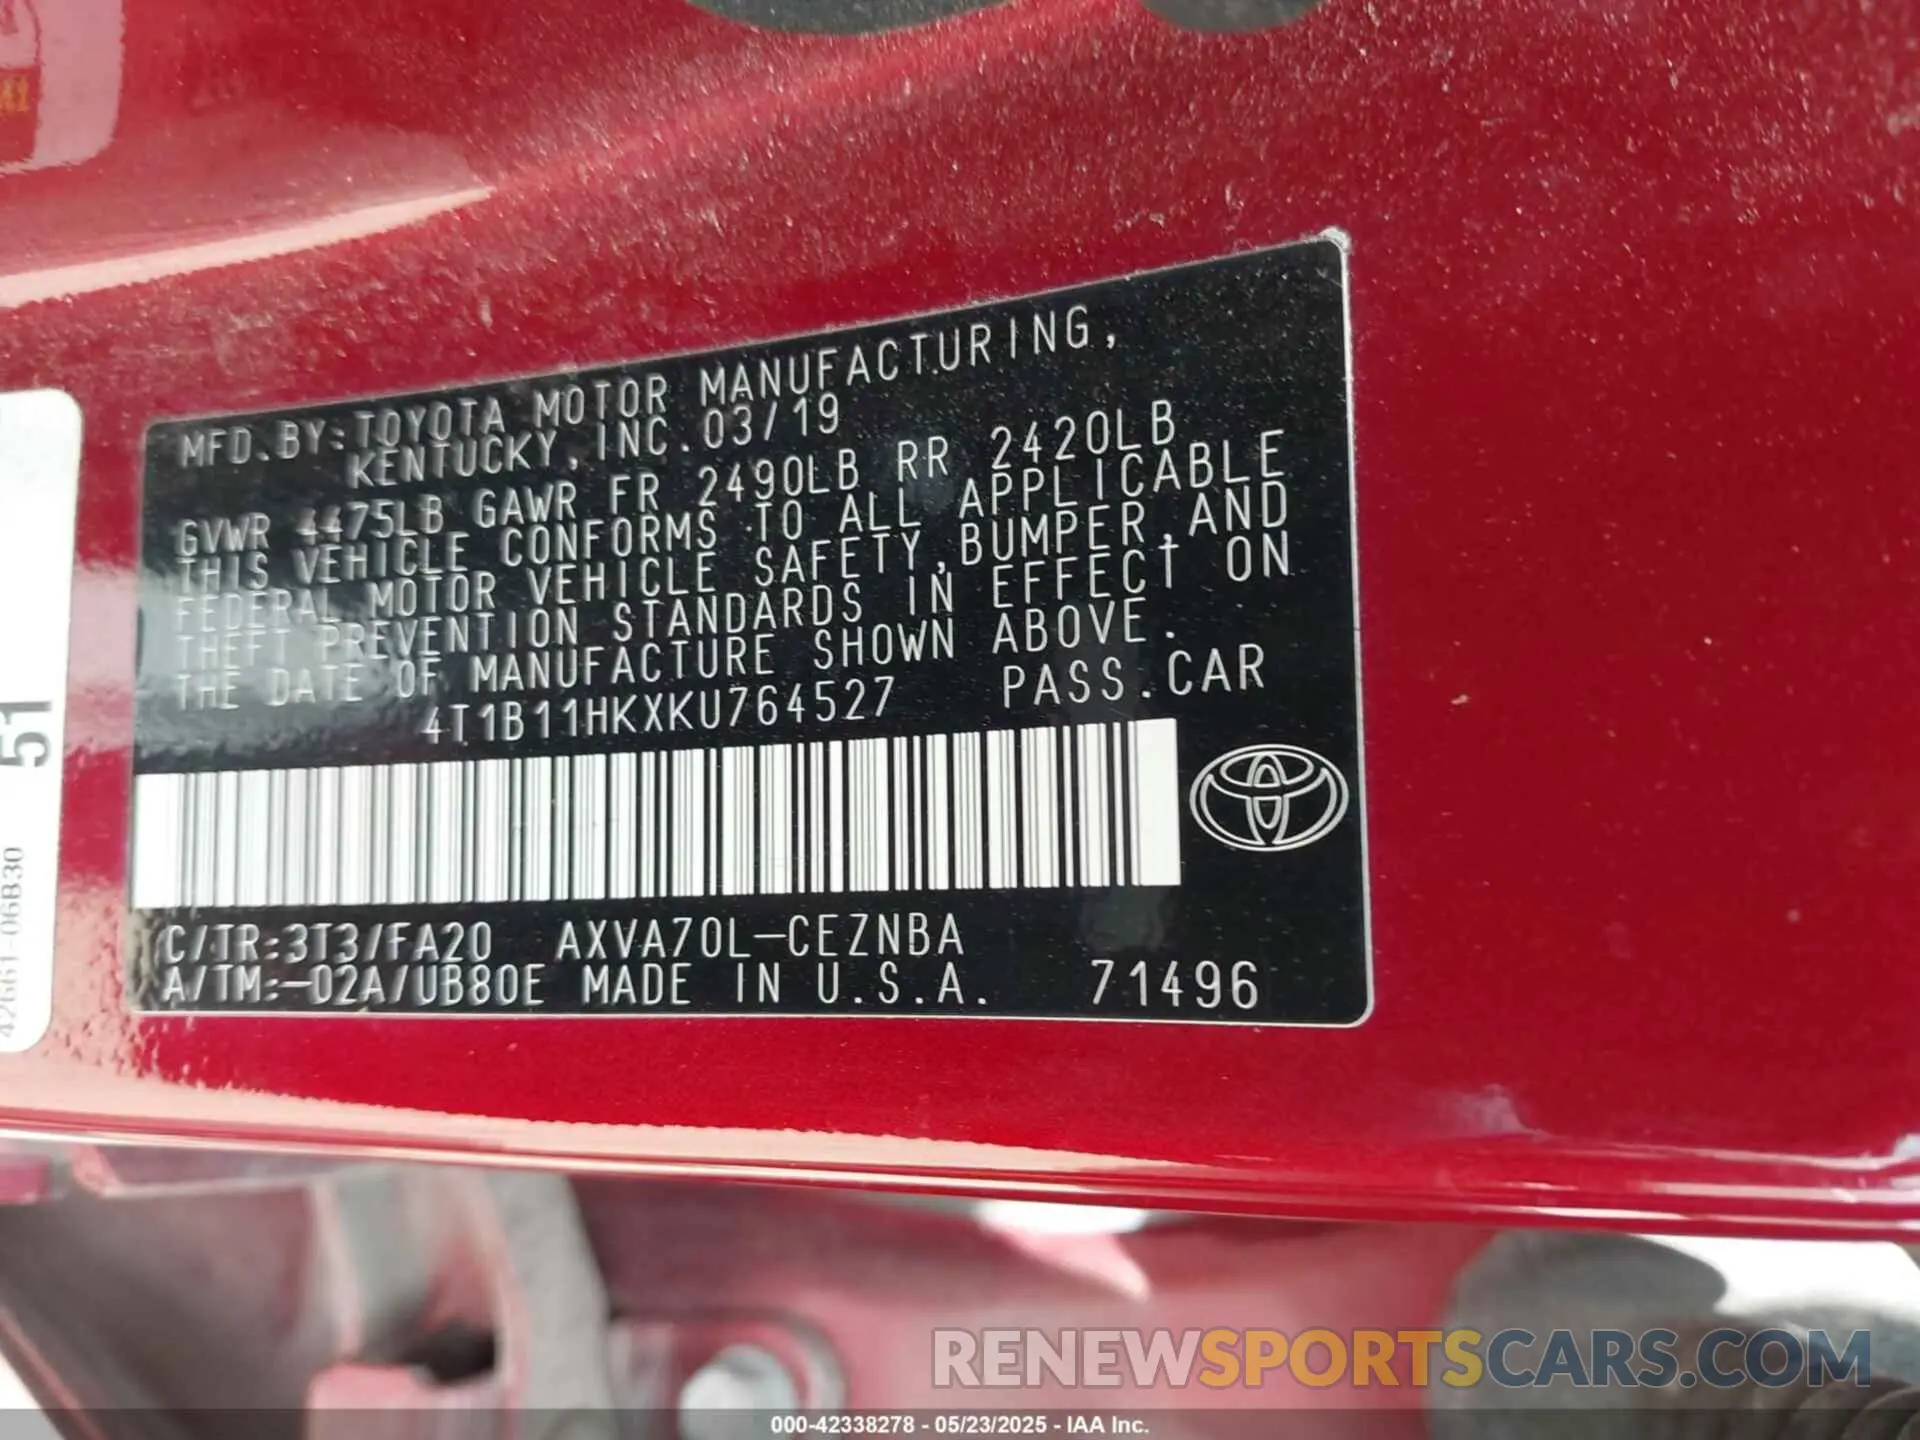 MFD.BY:TOYOTA MOTOR MANUFACTURING,
KENTUCKY, INC. 03/19
GVWR 4475LB GAWR FR 2490LB RR 2420LB
THIS VEHICLE CONFORMS TO ALL APPLICABLE
FEDERAL MOTOR VEHICLE SAFETY, BUMPER, AND
THEFT PREVENTION STANDARDS IN EFFECT ON
THE DATE OF MANUFACTURE SHOWN ABOVE.
4T1B11HKXKU764527 PASS.CAR
C/TR:3T3/FA20 AXVA70L-CEZNBA
A/TM:-02A/UB80E MADE IN U.S.A. 71496
51
42661-06B30
RENEWSPORTSCARS.COM
000-42338278 - 05/23/2025 - IAA Inc.